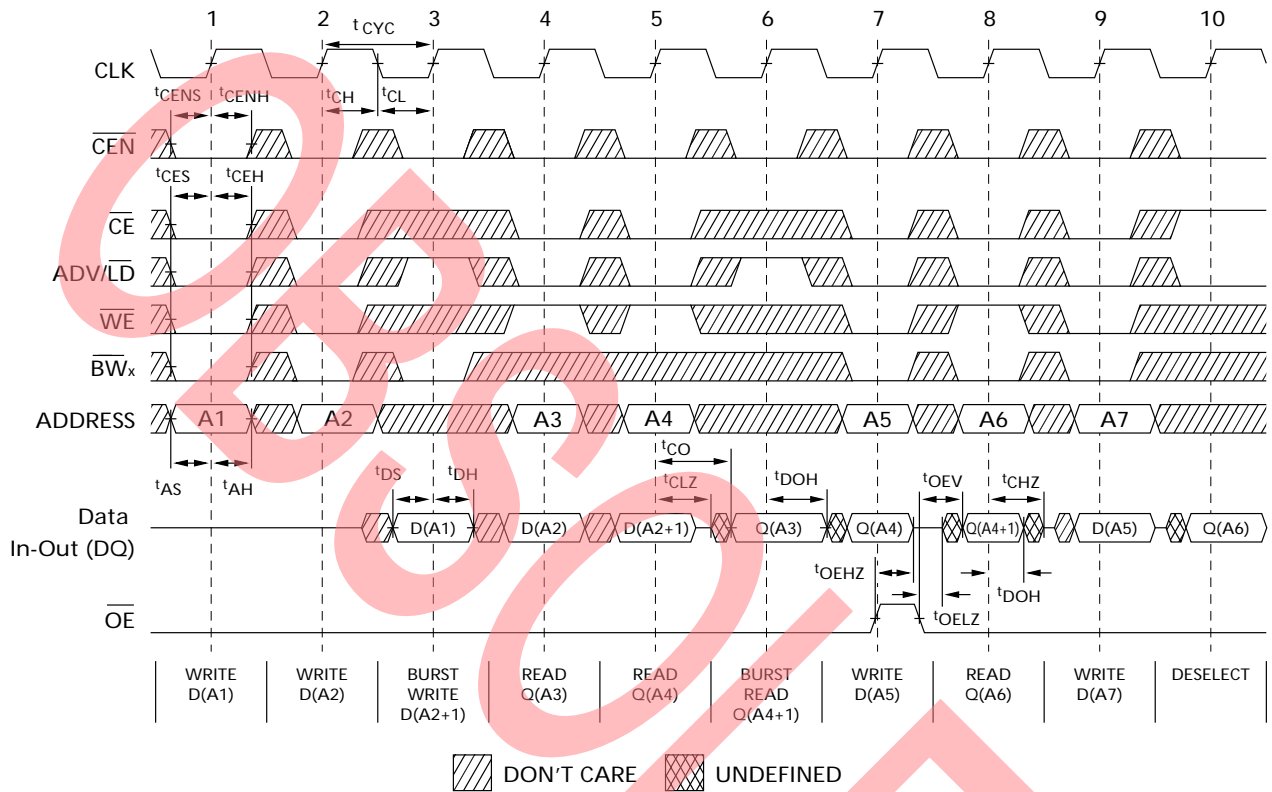 1 2 3 4 5 6 7 8 9 10
tCYC
CLK
tCENS tCENH tCH tCL
CEN
tCES tCEH
CE
ADV/LD
WE
BWx
ADDRESS A1 A2 A3 A4 A5 A6 A7
tAS tAH tDS tDH tCO tCLZ tDOH tOEV tCHZ
Data
In-Out (DQ)
D(A1) D(A2) D(A2+1) Q(A3) Q(A4) Q(A4+1) D(A5) Q(A6)
tOEHZ tDOH
tOELZ
OE
WRITE
D(A1)
WRITE
D(A2)
BURST
WRITE
D(A2+1)
READ
Q(A3)
READ
Q(A4)
BURST
READ
Q(A4+1)
WRITE
D(A5)
READ
Q(A6)
WRITE
D(A7)
DESELECT
DON'T CARE UNDEFINED